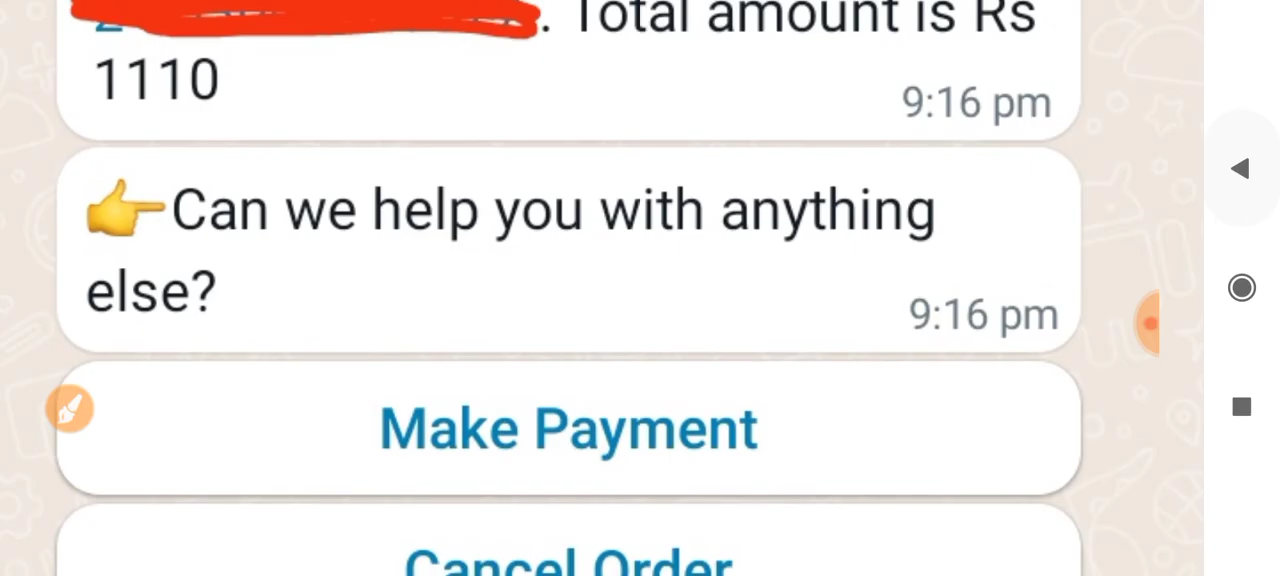 . Total amount is Rs
1110
9:16 pm
👉Can we help you with anything
else?
9:16 pm
Make Payment
Cancel Order